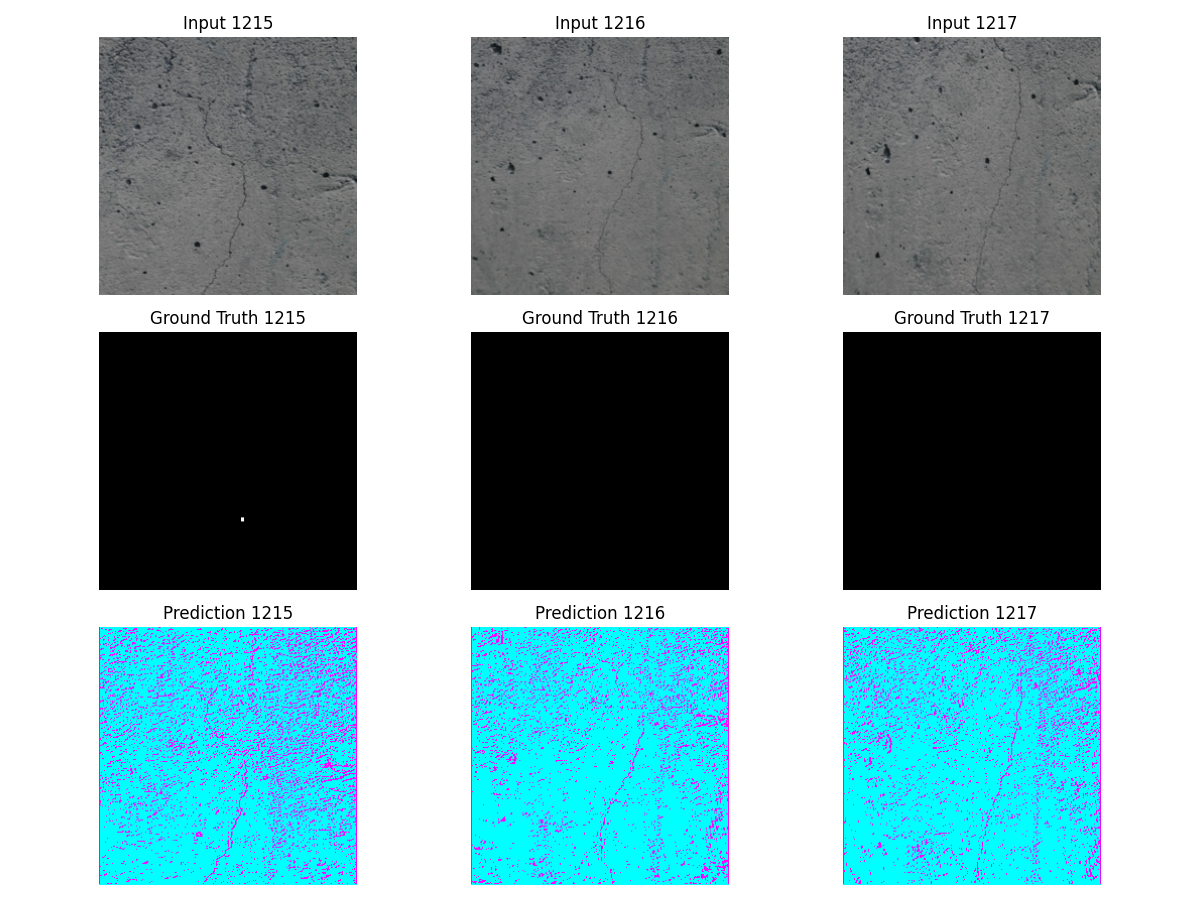 Input 1215
Input 1216
Input 1217
Ground Truth 1215
Ground Truth 1216
Ground Truth 1217
Prediction 1215
Prediction 1216
Prediction 1217